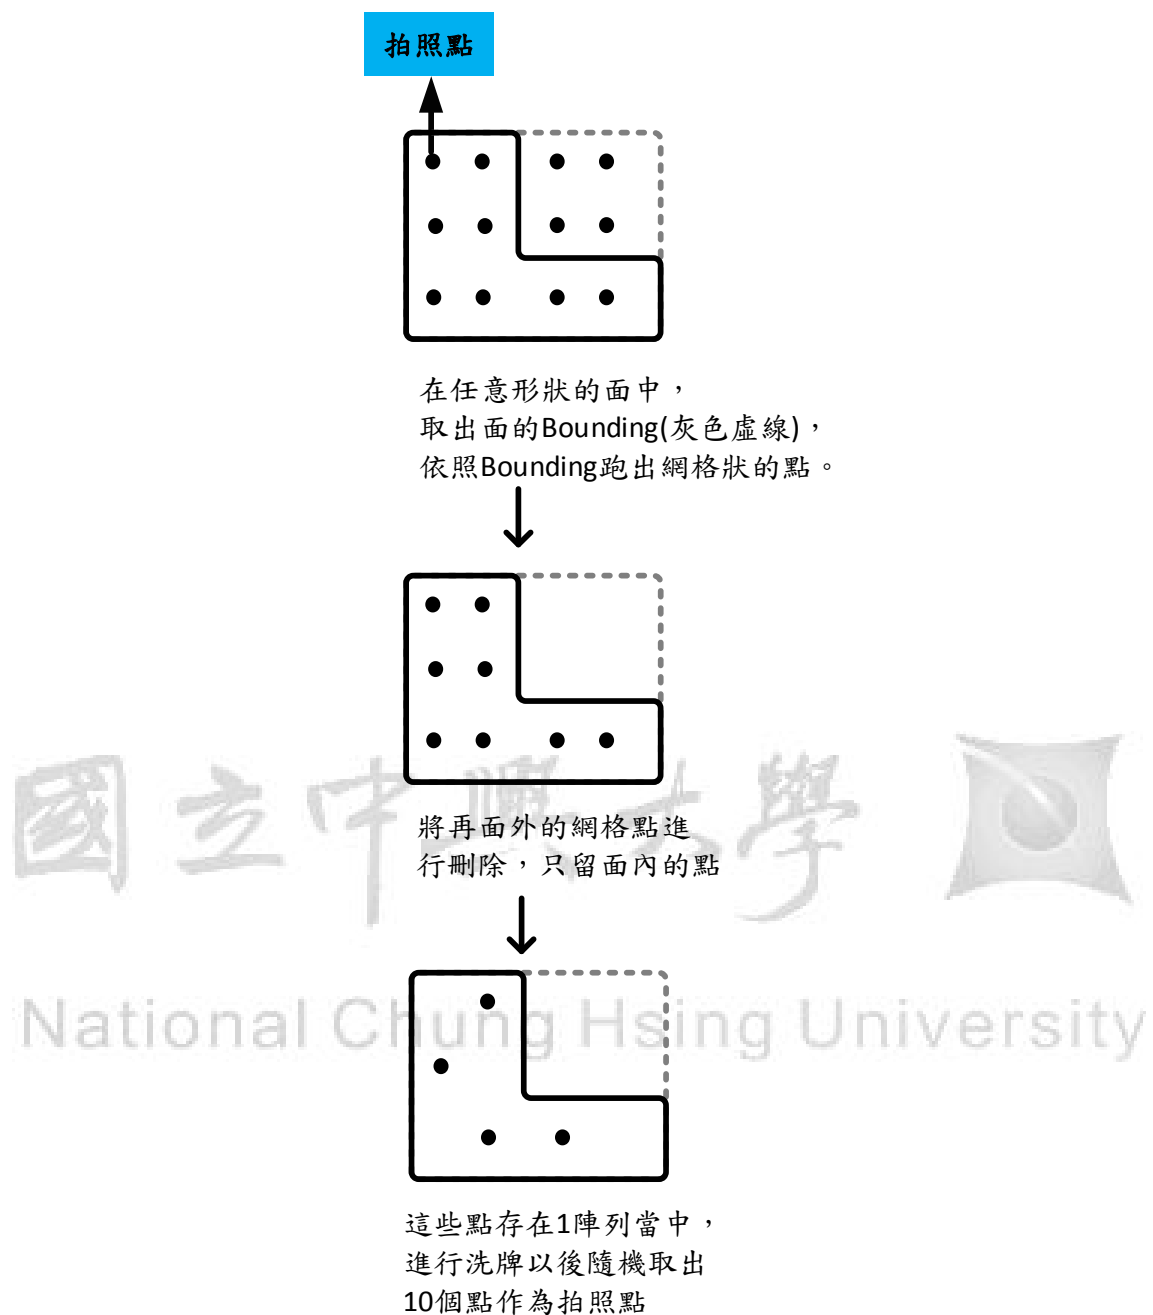 拍照點
在任意形狀的面中，
取出面的Bounding(灰色虛線)，
依照Bounding跑出網格狀的點。
將再面外的網格點進
行刪除，只留面內的點
國立中興大學
National Chung Hsing University
這些點存在1陣列當中，
進行洗牌以後隨機取出
10個點作為拍照點